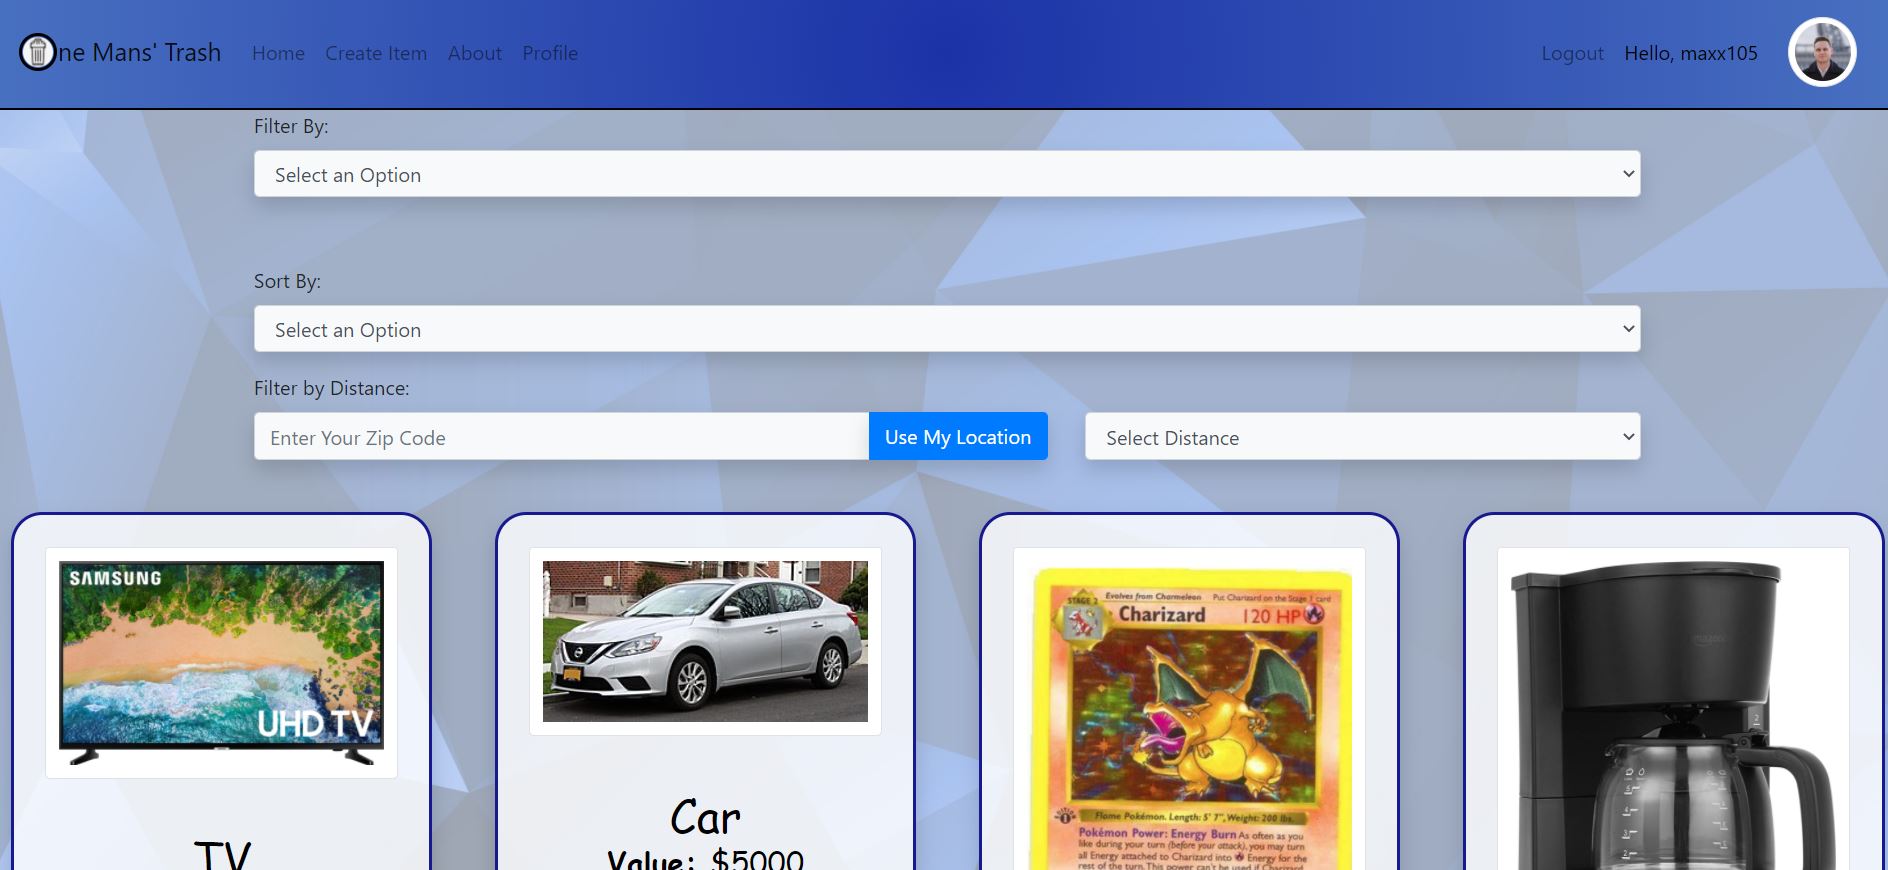 ne Mans' Trash Home Create Item About Profile Logout Hello, maxx105
Filter By:
Select an Option
Sort By:
Select an Option
Filter by Distance:
Enter Your Zip Code Use My Location Select Distance
SAMSUNG
UHD TV
TV
Car
Value: $5000
STAGE 2 Evolves from Charmeleon Put Charizard on the Stage 1 card
Charizard 120 HP
Flame Pokémon. Length: 5' 7", Weight: 200 lbs.
Pokémon Power: Energy Burn As often as you
like during your turn (before your attack), you may turn
all Energy attached to Charizard into Energy for the
rest of the turn. This power can't be used if Charizard
amazon